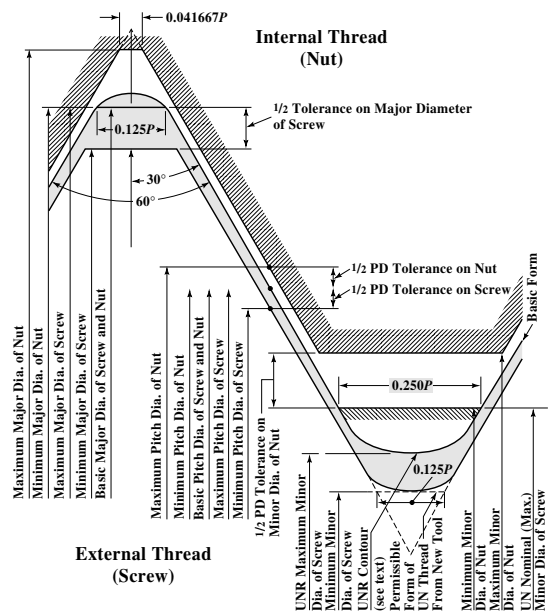 0.041667P
Internal Thread
(Nut)
1/2 Tolerance on Major Diameter
of Screw
0.125P
30°
60°
1/2 PD Tolerance on Nut
1/2 PD Tolerance on Screw
Basic Form
0.250P
0.125P
Maximum Major Dia. of Nut
Minimum Major Dia. of Nut
Maximum Major Dia. of Screw
Minimum Major Dia. of Screw
Basic Major Dia. of Screw and Nut
Maximum Pitch Dia. of Nut
Minimum Pitch Dia. of Nut
Basic Pitch Dia. of Screw and Nut
Maximum Pitch Dia. of Screw
Minimum Pitch Dia. of Screw
1/2 PD Tolerance on
Minor Dia. of Nut
External Thread
(Screw)
UNR Maximum Minor
Dia. of Screw
Minimum Minor
Dia. of Screw
UNR Contour
(see text)
Permissible
Form of
UN Thread
From New Tool
Minimum Minor
Dia. of Nut
Maximum Minor
Dia. of Nut
UN Nominal (Max.)
Minor Dia. of Screw